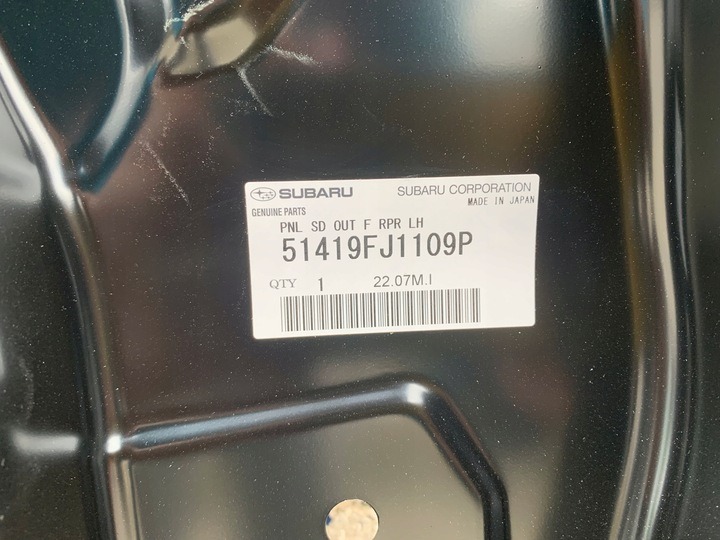 SUBARU SUBARU CORPORATION
GENUINE PARTS MADE IN JAPAN
PNL SD OUT F RPR LH
51419FJ1109P
QTY 1 22.07M.I